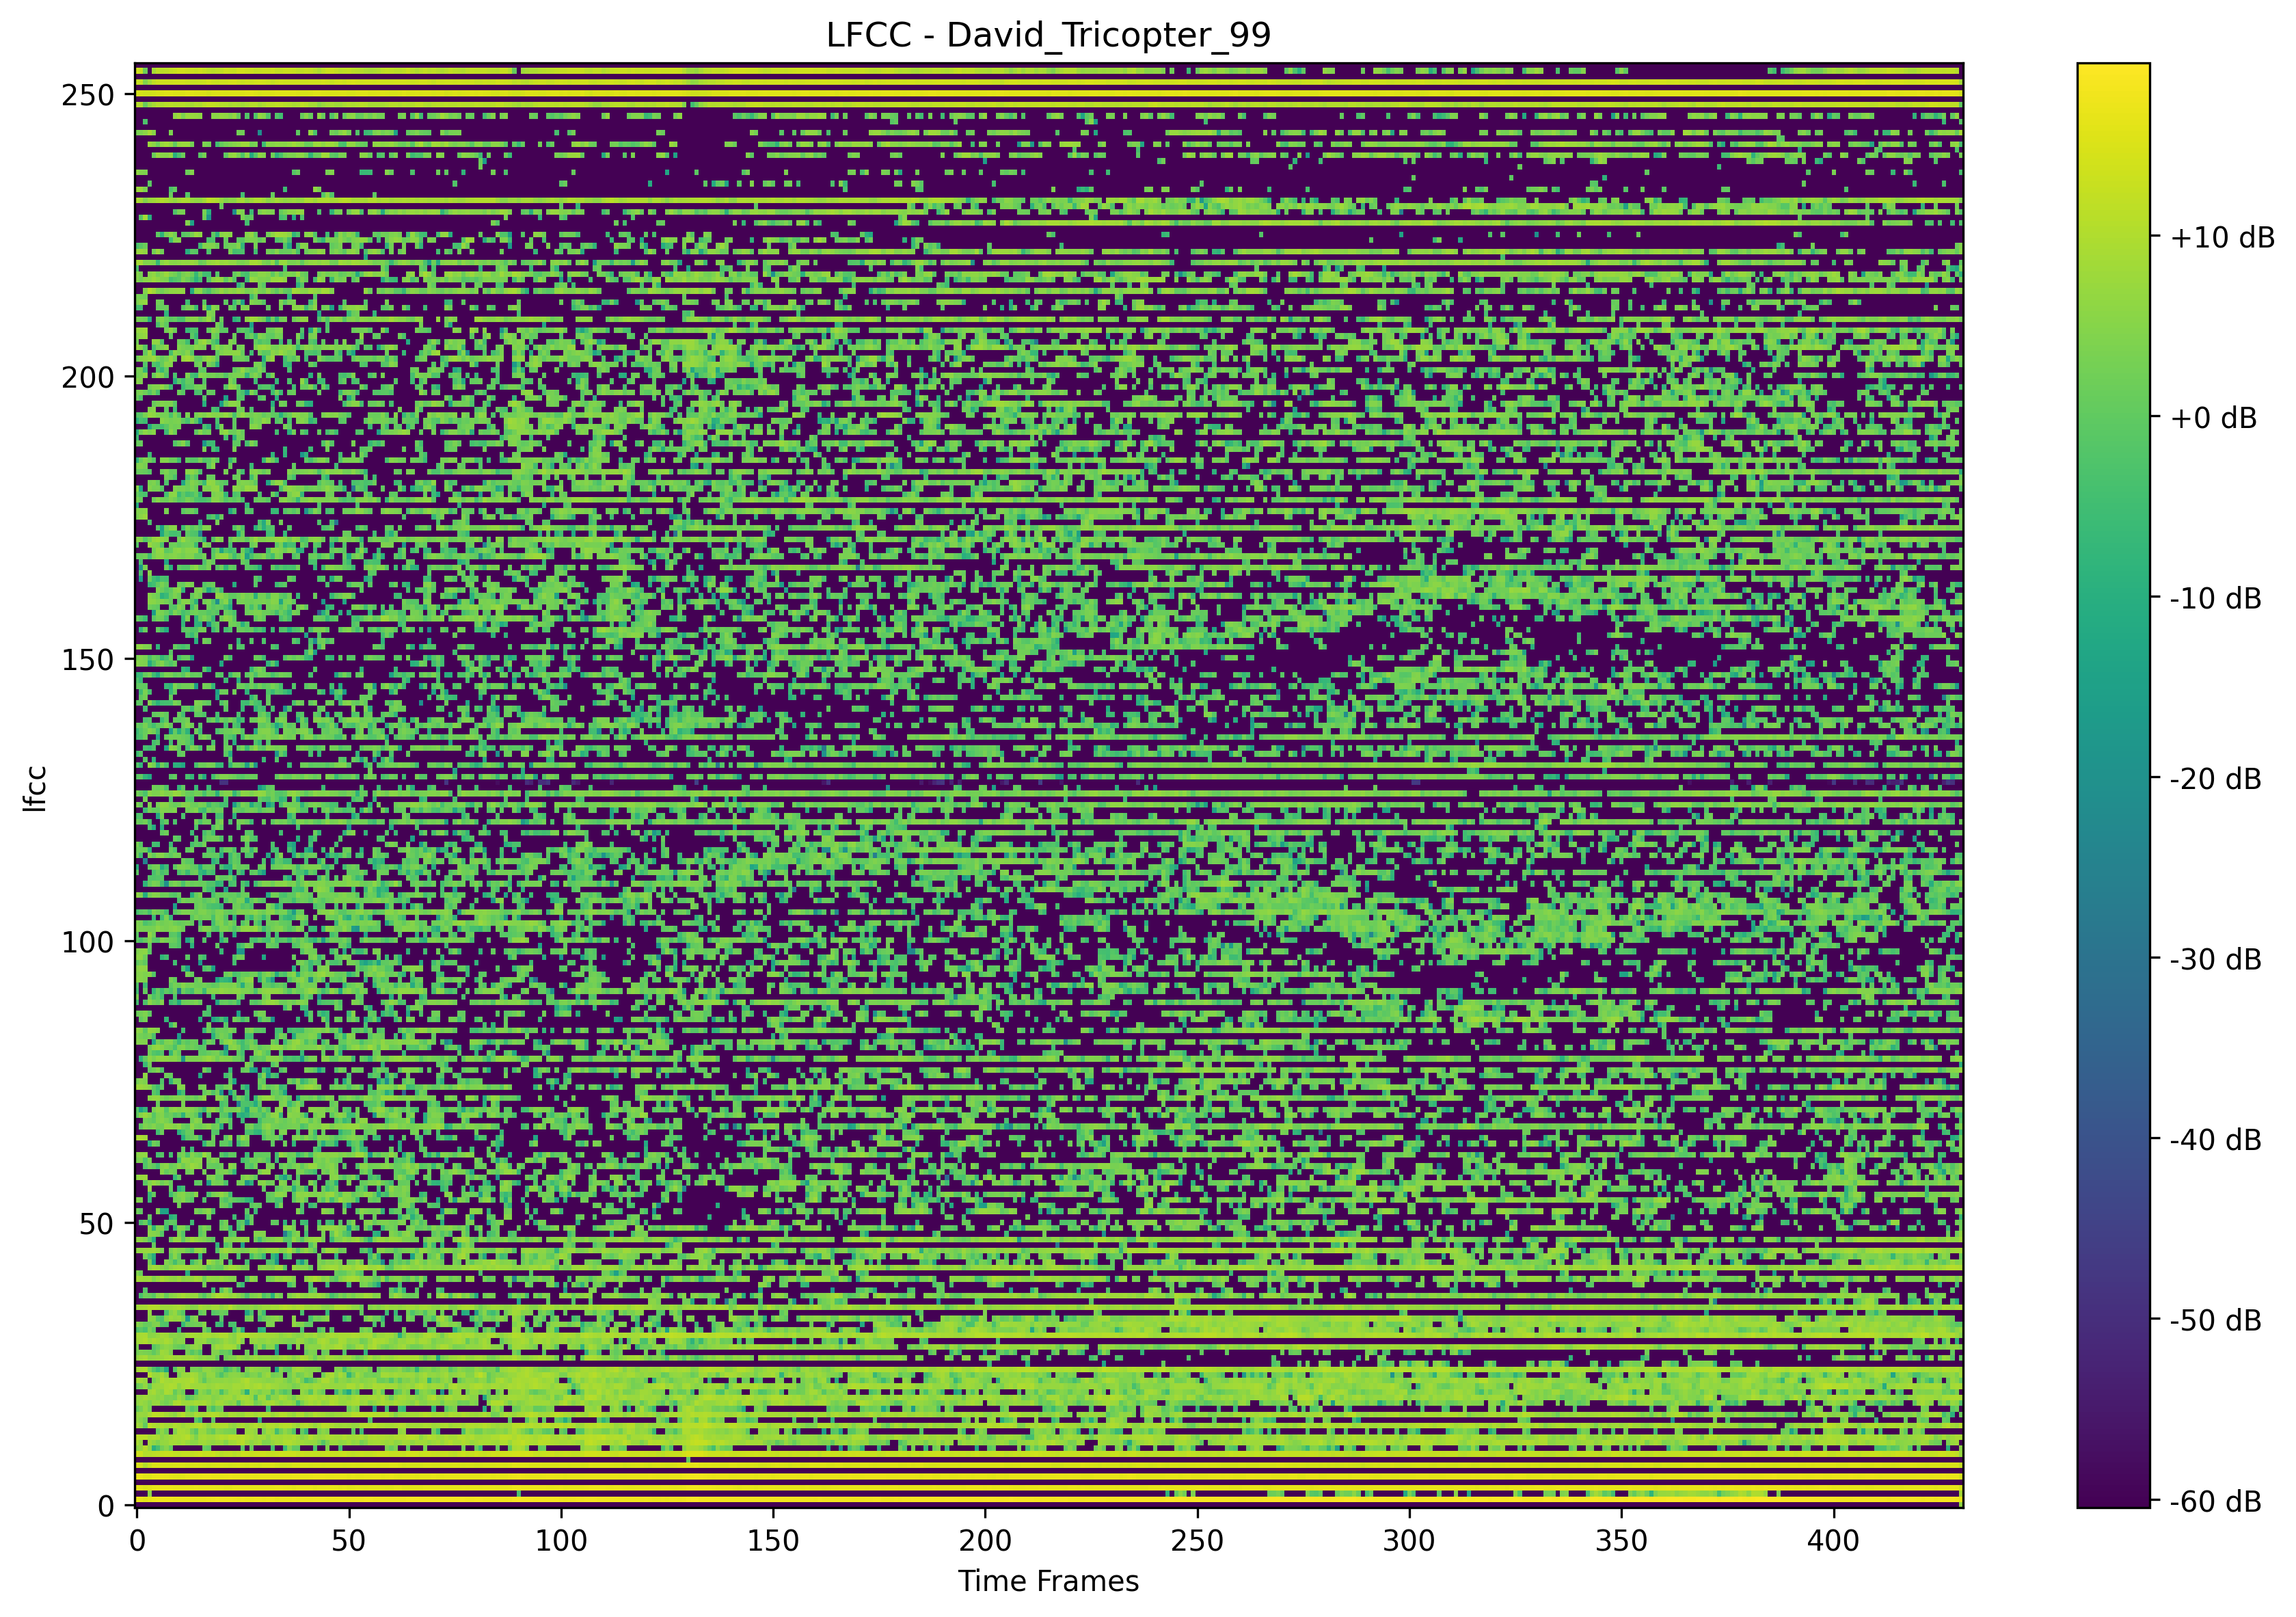 LFCC - David_Tricopter_99
250
200
150
100
50
0
lfcc
0 50 100 150 200 250 300 350 400
Time Frames
+10 dB
+0 dB
-10 dB
-20 dB
-30 dB
-40 dB
-50 dB
-60 dB